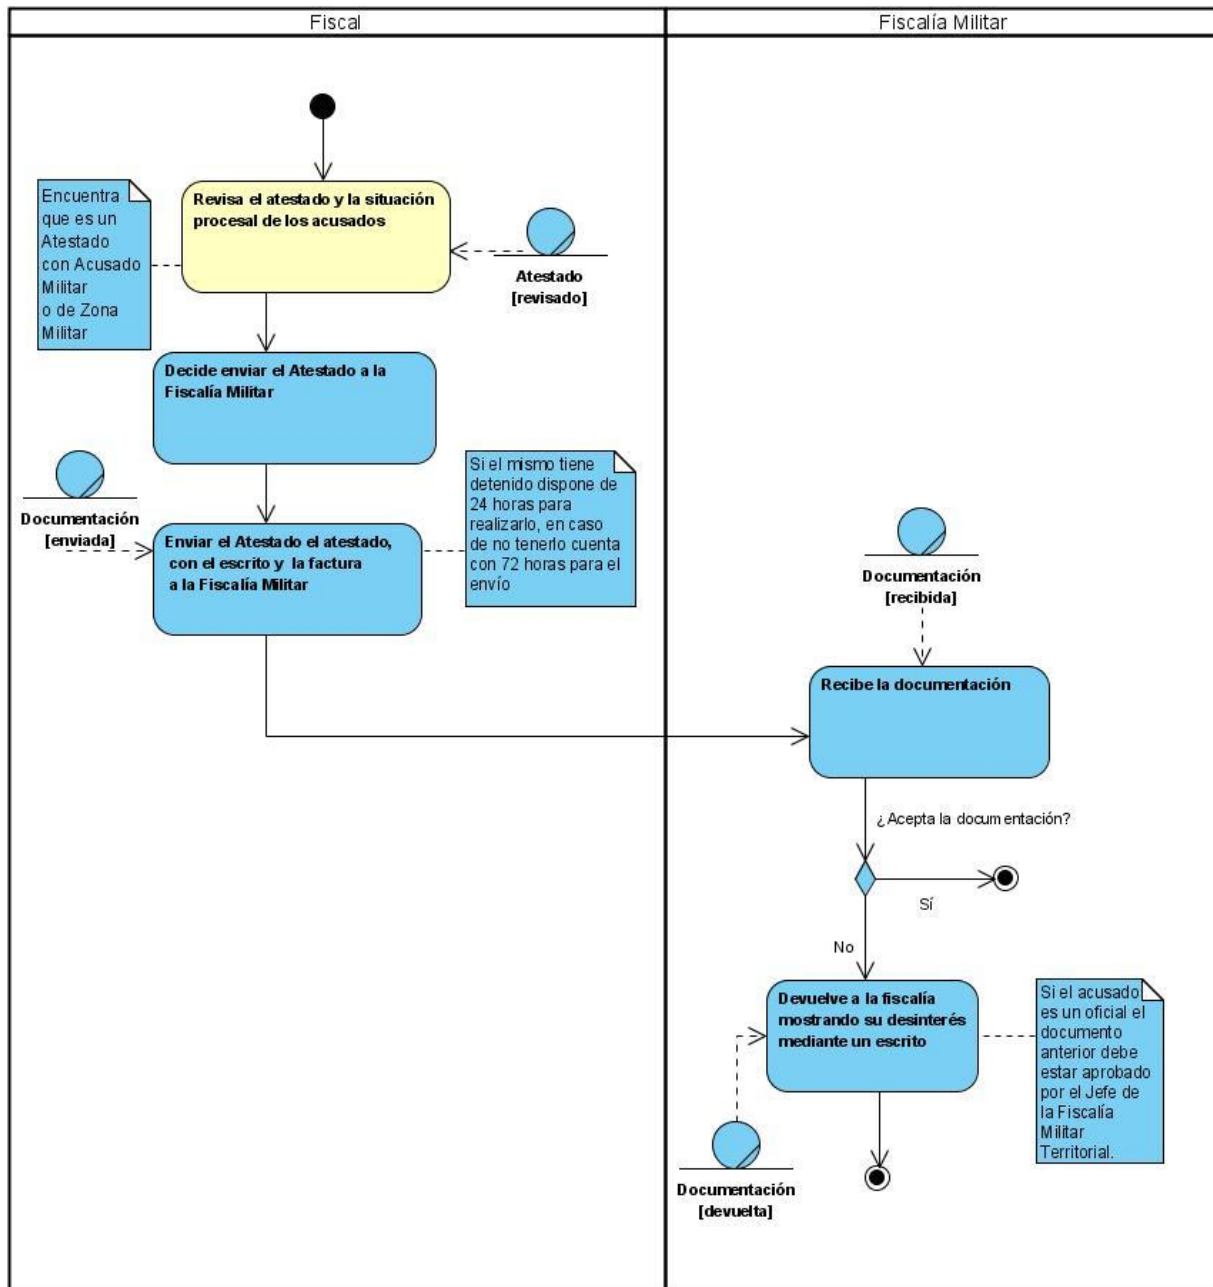 Fiscal
Fiscalía Militar
Encuentra
que es un
Atestado
con Acusado
Militar
o de Zona
Militar
Revisa el atestado y la situación
procesal de los acusados
Atestado
[revisado]
Decide enviar el Atestado a la
Fiscalía Militar
Documentación
[enviada]
Enviar el Atestado el atestado,
con el escrito y la factura
a la Fiscalía Militar
Si el mismo tiene
detenido dispone de
24 horas para
realizarlo, en caso
de no tenerlo cuenta
con 72 horas para el
envío
Documentación
[recibida]
Recibe la documentación
¿Acepta la documentación?
Sí
No
Devuelve a la fiscalía
mostrando su desinterés
mediante un escrito
Si el acusado
es un oficial el
documento
anterior debe
estar aprobado
por el Jefe de
la Fiscalía
Militar
Territorial.
Documentación
[devuelta]